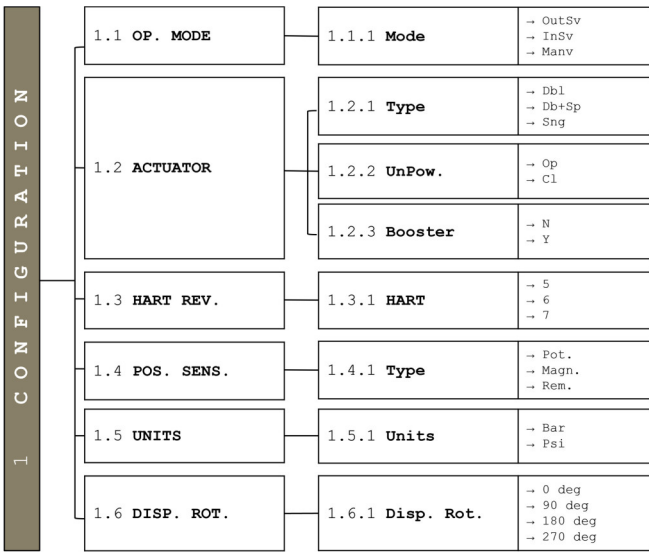 1 CONFIGURATION
1.1 OP. MODE
1.1.1 Mode
→ OutSv
→ InSv
→ Manv
1.2 ACTUATOR
1.2.1 Type
→ Dbl
→ Db+Sp
→ Sng
1.2.2 UnPow.
→ Op
→ Cl
1.2.3 Booster
→ N
→ Y
1.3 HART REV.
1.3.1 HART
→ 5
→ 6
→ 7
1.4 POS. SENS.
1.4.1 Type
→ Pot.
→ Magn.
→ Rem.
1.5 UNITS
1.5.1 Units
→ Bar
→ Psi
1.6 DISP. ROT.
1.6.1 Disp. Rot.
→ 0 deg
→ 90 deg
→ 180 deg
→ 270 deg